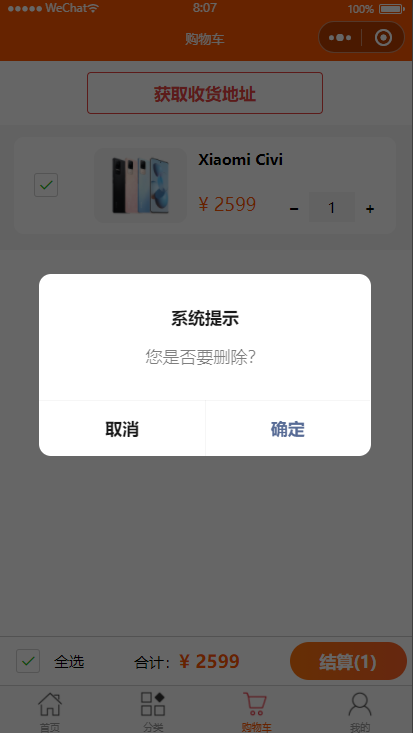 WeChat 8:07 100%
购物车
获取收货地址
Xiaomi Civi
¥ 2599 - 1 +
系统提示
您是否要删除?
取消 确定
全选 合计: ¥ 2599 结算(1)
首页 分类 购物车 我的